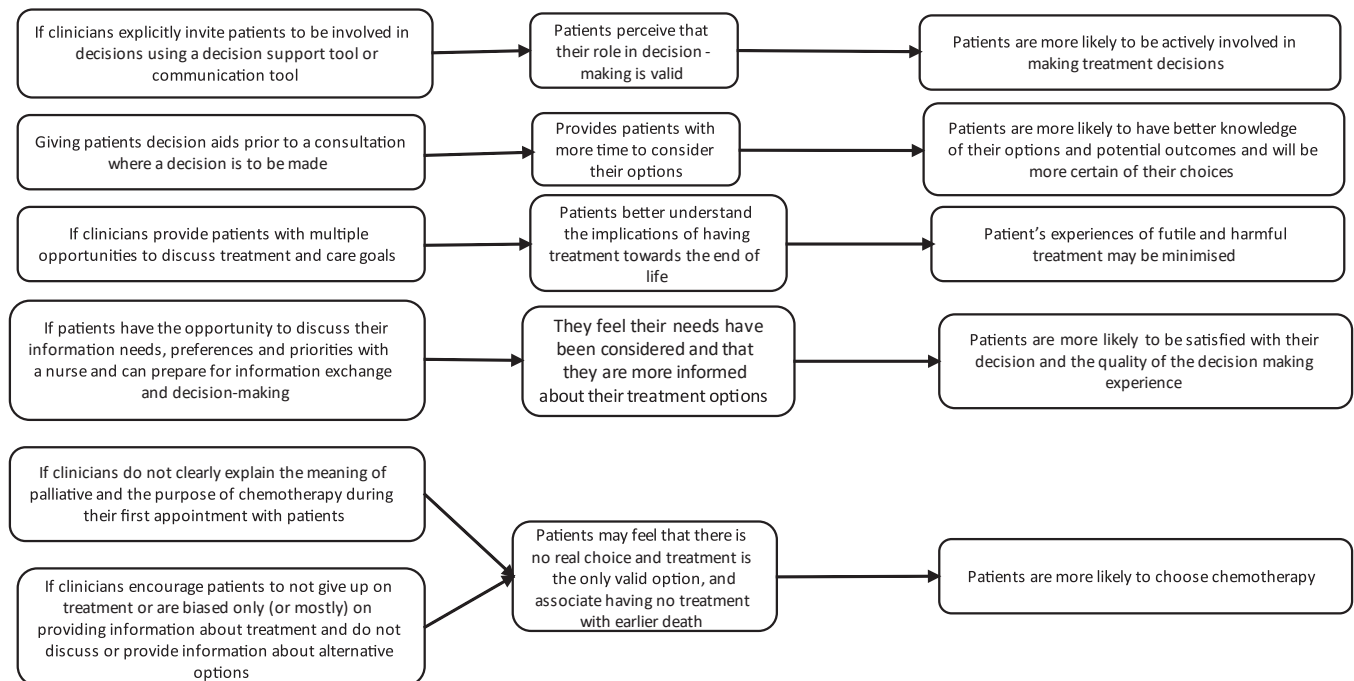 If clinicians explicitly invite patients to be involved in
decisions using a decision support tool or
communication tool
Patients perceive that
their role in decision -
making is valid
Patients are more likely to be actively involved in
making treatment decisions
Giving patients decision aids prior to a consultation
where a decision is to be made
Provides patients with
more time to consider
their options
Patients are more likely to have better knowledge
of their options and potential outcomes and will be
more certain of their choices
If clinicians provide patients with multiple
opportunities to discuss treatment and care goals
Patients better understand
the implications of having
treatment towards the end of
life
Patient's experiences of futile and harmful
treatment may be minimised
If patients have the opportunity to discuss their
information needs, preferences and priorities with
a nurse and can prepare for information exchange
and decision-making
They feel their needs have
been considered and that
they are more informed
about their treatment options
Patients are more likely to be satisfied with their
decision and the quality of the decision making
experience
If clinicians do not clearly explain the meaning of
palliative and the purpose of chemotherapy during
their first appointment with patients
If clinicians encourage patients to not give up on
treatment or are biased only (or mostly) on
providing information about treatment and do not
discuss or provide information about alternative
options
Patients may feel that there is
no real choice and treatment is
the only valid option, and
associate having no treatment
with earlier death
Patients are more likely to choose chemotherapy